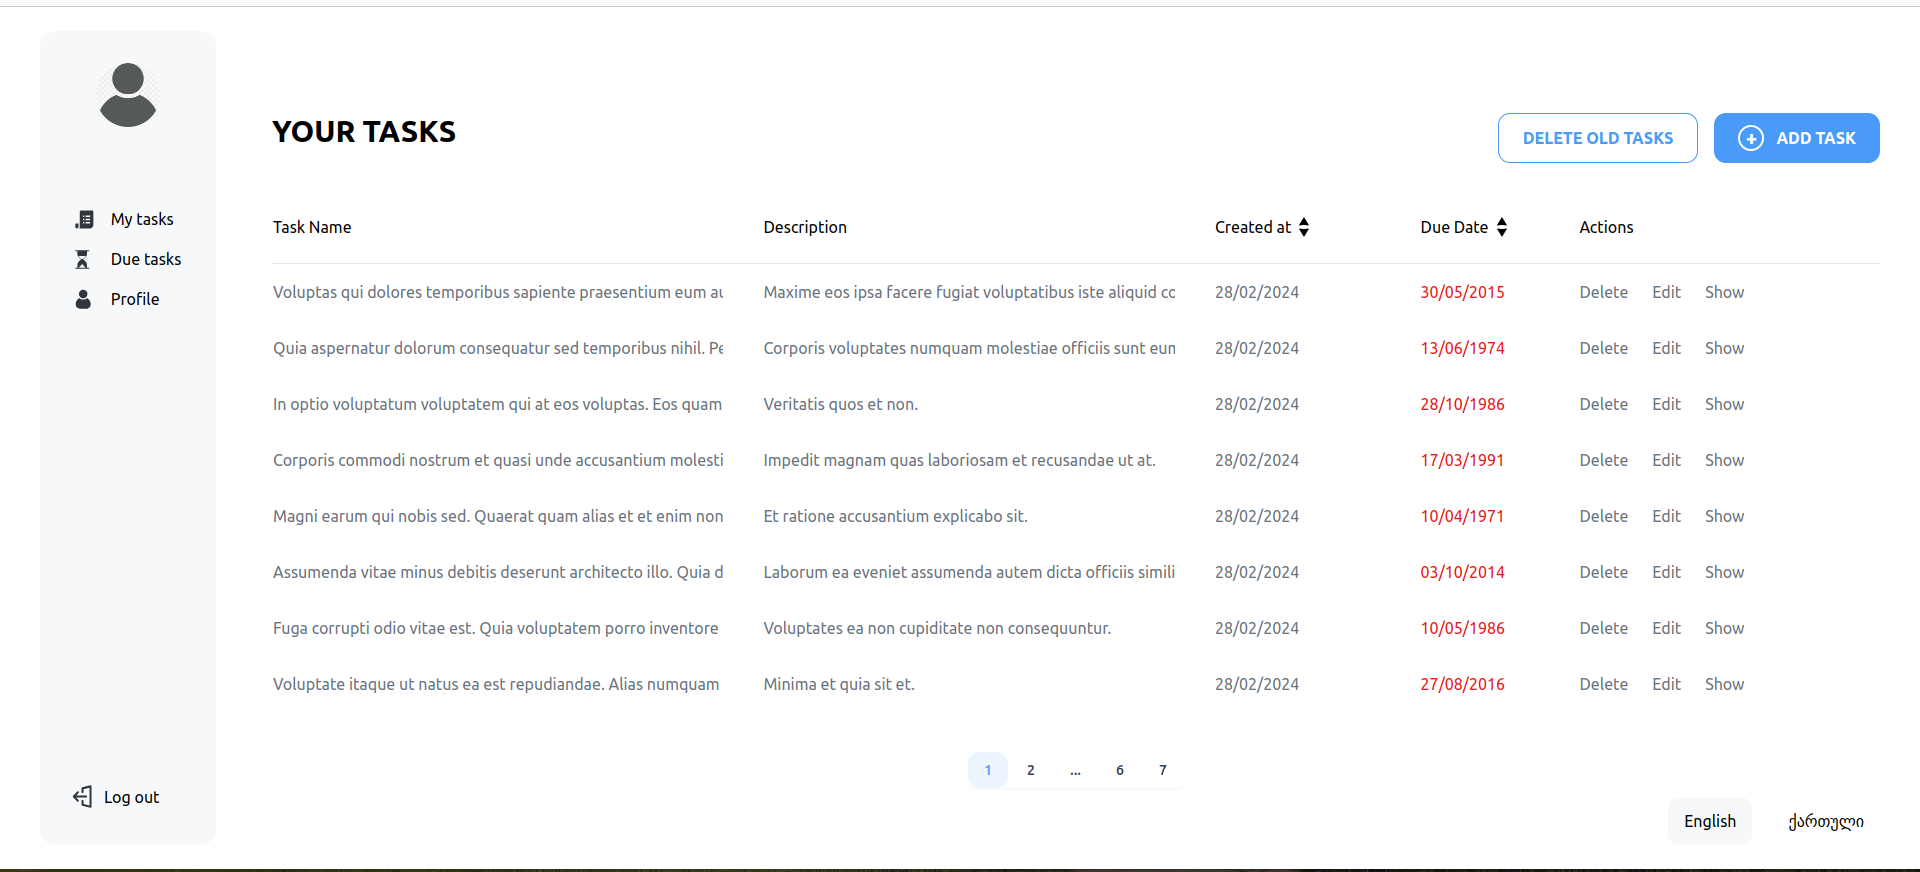 My tasks
Due tasks
Profile
Log out
YOUR TASKS
DELETE OLD TASKS
ADD TASK
Task Name Description Created at Due Date Actions
Voluptas qui dolores temporibus sapiente praesentium eum Maxime eos ipsa facere fugiat voluptatibus iste aliquid 28/02/2024 30/05/2015 Delete Edit Show
Quia aspernatur dolorum consequatur sed temporibus nihil. Corporis voluptates numquam molestiae officiis sunt 28/02/2024 13/06/1974 Delete Edit Show
In optio voluptatum voluptatem qui at eos voluptas. Eos quam Veritatis quos et non. 28/02/2024 28/10/1986 Delete Edit Show
Corporis commodi nostrum et quasi unde accusantium molesti Impedit magnam quas laboriosam et recusandae ut at. 28/02/2024 17/03/1991 Delete Edit Show
Magni earum qui nobis sed. Quaerat quam alias et et enim non Et ratione accusantium explicabo sit. 28/02/2024 10/04/1971 Delete Edit Show
Assumenda vitae minus debitis deserunt architecto illo. Quia d Laborum ea eveniet assumenda autem dicta officiis simili 28/02/2024 03/10/2014 Delete Edit Show
Fuga corrupti odio vitae est. Quia voluptatem porro inventore Voluptates ea non cupiditate non consequuntur. 28/02/2024 10/05/1986 Delete Edit Show
Voluptate itaque ut natus ea est repudiandae. Alias numquam Minima et quia sit et. 28/02/2024 27/08/2016 Delete Edit Show
1 2 ... 6 7
English ქართული